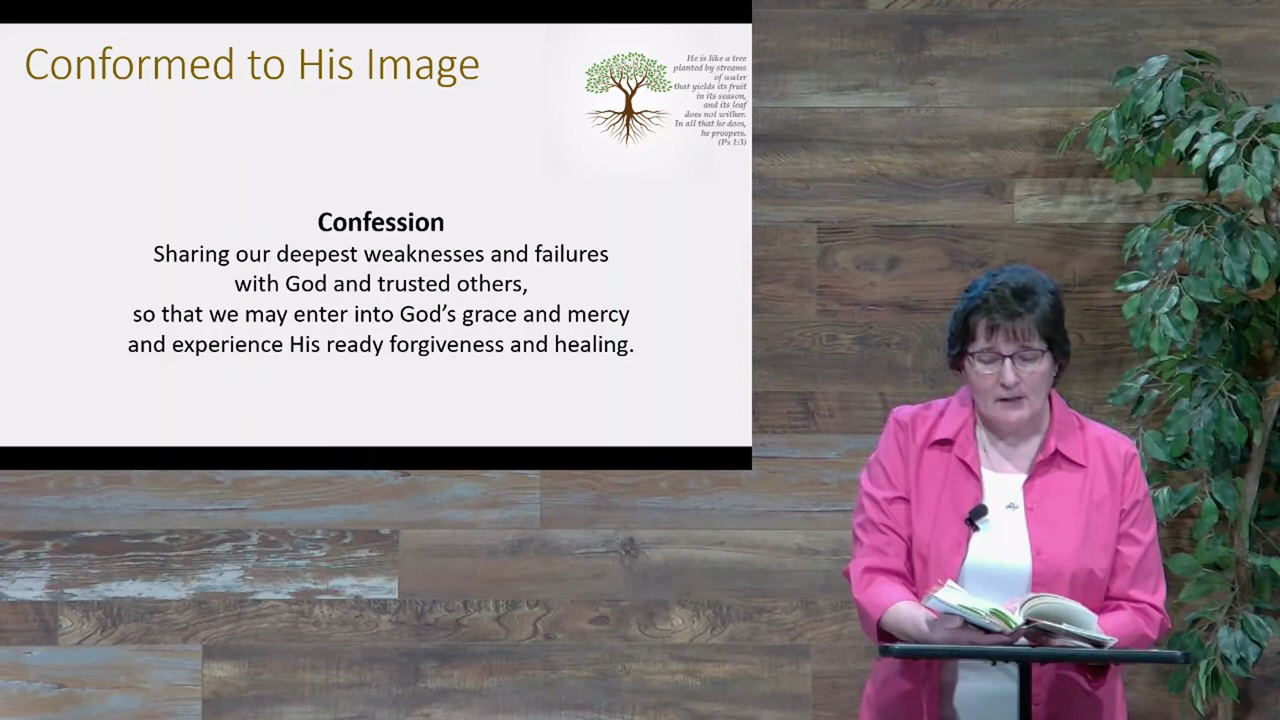 Conformed to His Image
He is like a tree
planted by streams
of water
that yields its fruit
in its season,
and its leaf
does not wither.
In all that he does,
he prospers.
(Ps 1:3)
Confession
Sharing our deepest weaknesses and failures
with God and trusted others,
so that we may enter into God’s grace and mercy
and experience His ready forgiveness and healing.